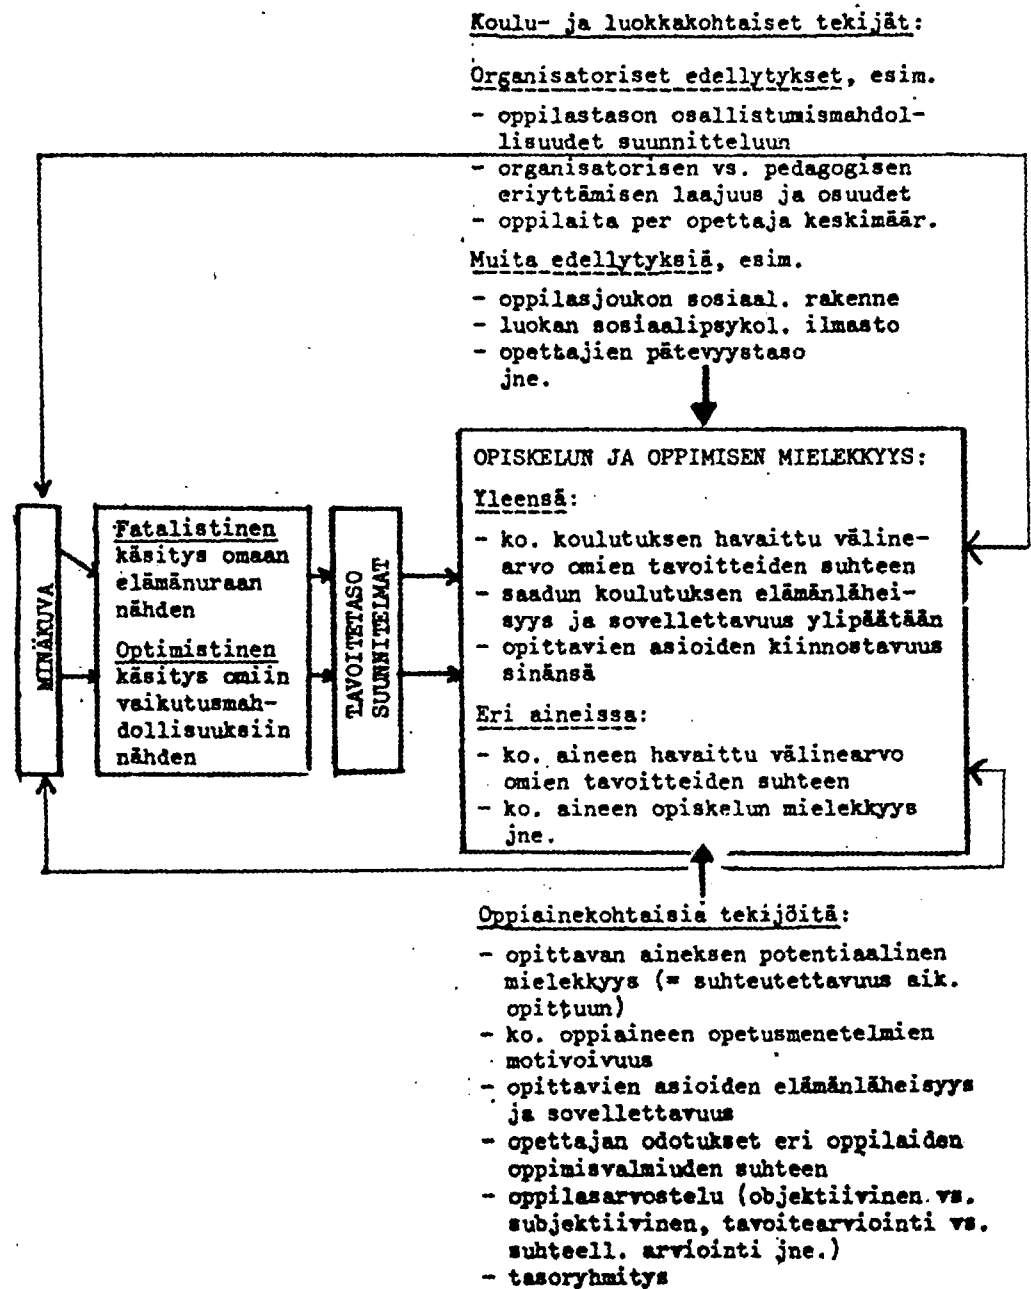 Koulu- ja luokkakohtaiset tekijät:
Organisatoriset edellytykset, esim.
- oppilastason osallistumismahdol-
lisuudet suunnitteluun
- organisatorisen vs. pedagogisen
eriyttämisen laajuus ja osuudet
- oppilaita per opettaja keskimäär.
Muita edellytyksiä, esim.
- oppilasjoukon sosiaal. rakenne
- luokan sosiaalipsykol. ilmasto
- opettajien pätevyystaso
jne.
MINÄKUVA
Fatalistinen
käsitys omaan
elämänuraan
nähden
Optimistinen
käsitys omiin
vaikutusmah-
dollisuuksiin
nähden
TAVOITETASO
SUUNNITELMAT
OPISKELUN JA OPPIMISEN MIELEKKYYS:
Yleensä:
- ko. koulutuksen havaittu väline-
arvo omien tavoitteiden suhteen
- saadun koulutuksen elämänlähei-
syys ja sovellettavuus ylipäätään
- opittavien asioiden kiinnostavuus
sinänsä
Eri aineissa:
- ko. aineen havaittu välinearvo
omien tavoitteiden suhteen
- ko. aineen opiskelun mielekkyys
jne.
Oppiainekohtaisia tekijöitä:
- opittavan aineksen potentiaalinen
mielekkyys (= suhteutettavuus aik.
opittuun)
- ko. oppiaineen opetusmenetelmien
motivoivuus
- opittavien asioiden elämänläheisyys
ja sovellettavuus
- opettajan odotukset eri oppilaiden
oppimisvalmiuden suhteen
- oppilasarvostelu (objektiivinen vs.
subjektiivinen, tavoitearviointi vs.
suhteell. arviointi jne.)
- tasoryhmitys